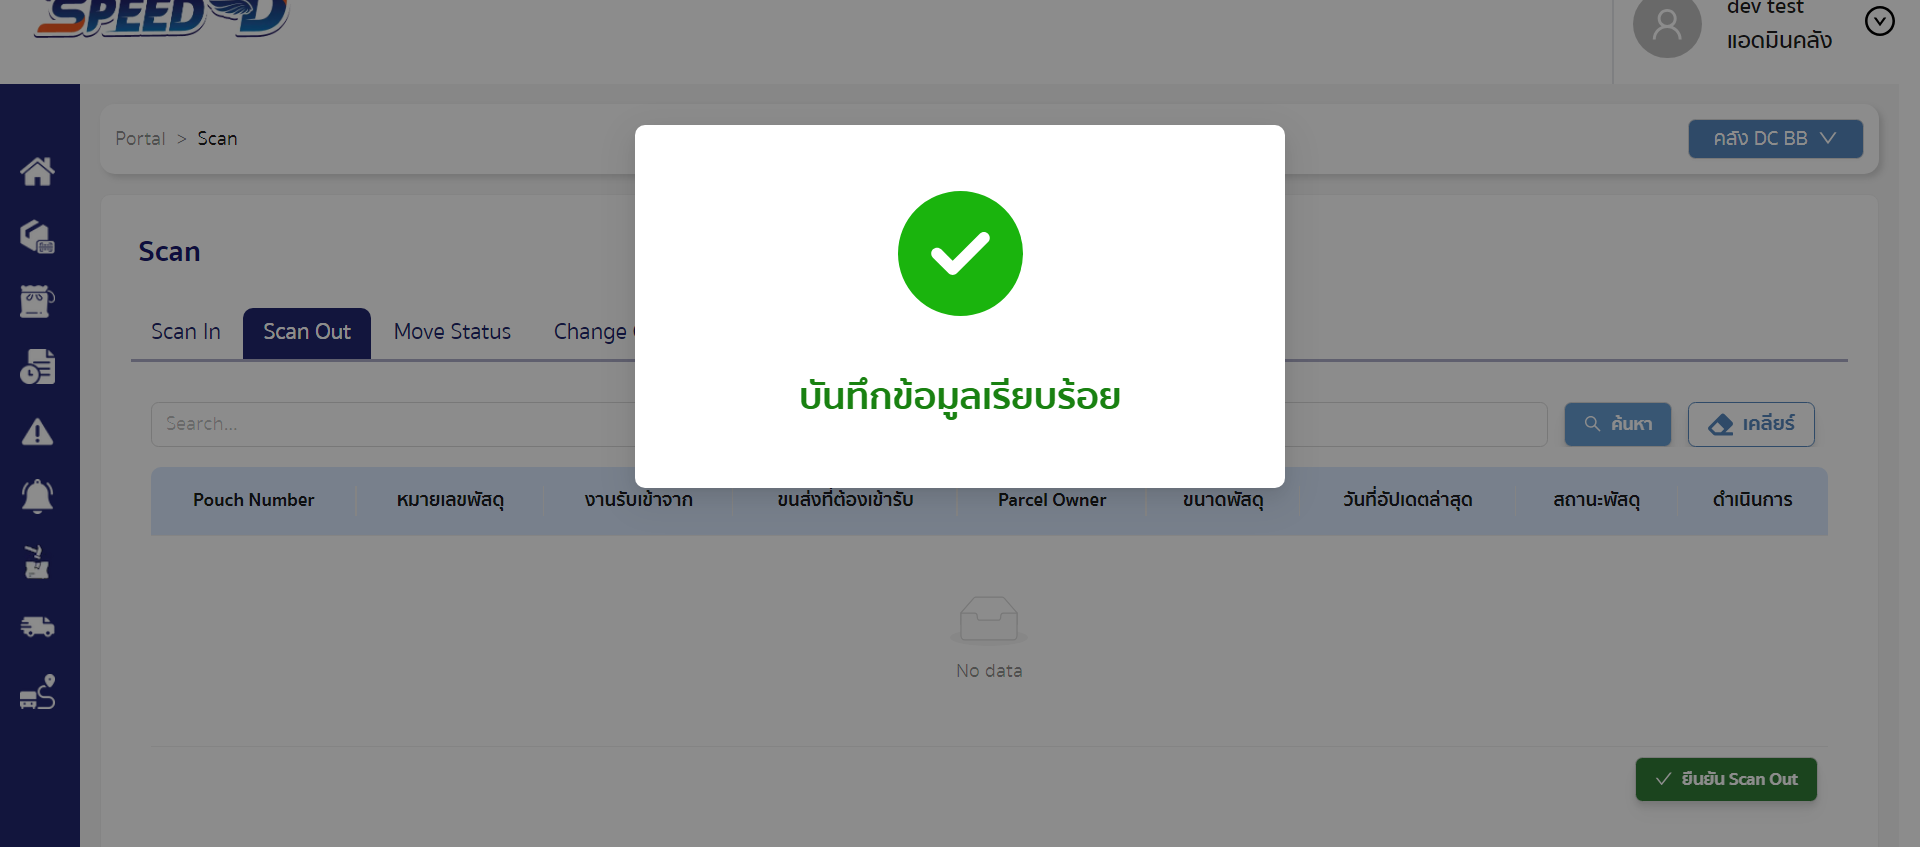 SPEED D
dev test
แอดมินคลัง
Portal > Scan
คลัง DC BB
Scan
Scan In
Scan Out
Move Status
Change
บันทึกข้อมูลเรียบร้อย
Search...
ค้นหา
เคลียร์
Pouch Number
หมายเลขพัสดุ
งานรับเข้าจาก
ขนส่งที่ต้องเข้ารับ
Parcel Owner
ขนาดพัสดุ
วันที่อัปเดตล่าสุด
สถานะพัสดุ
ดำเนินการ
No data
ยืนยัน Scan Out